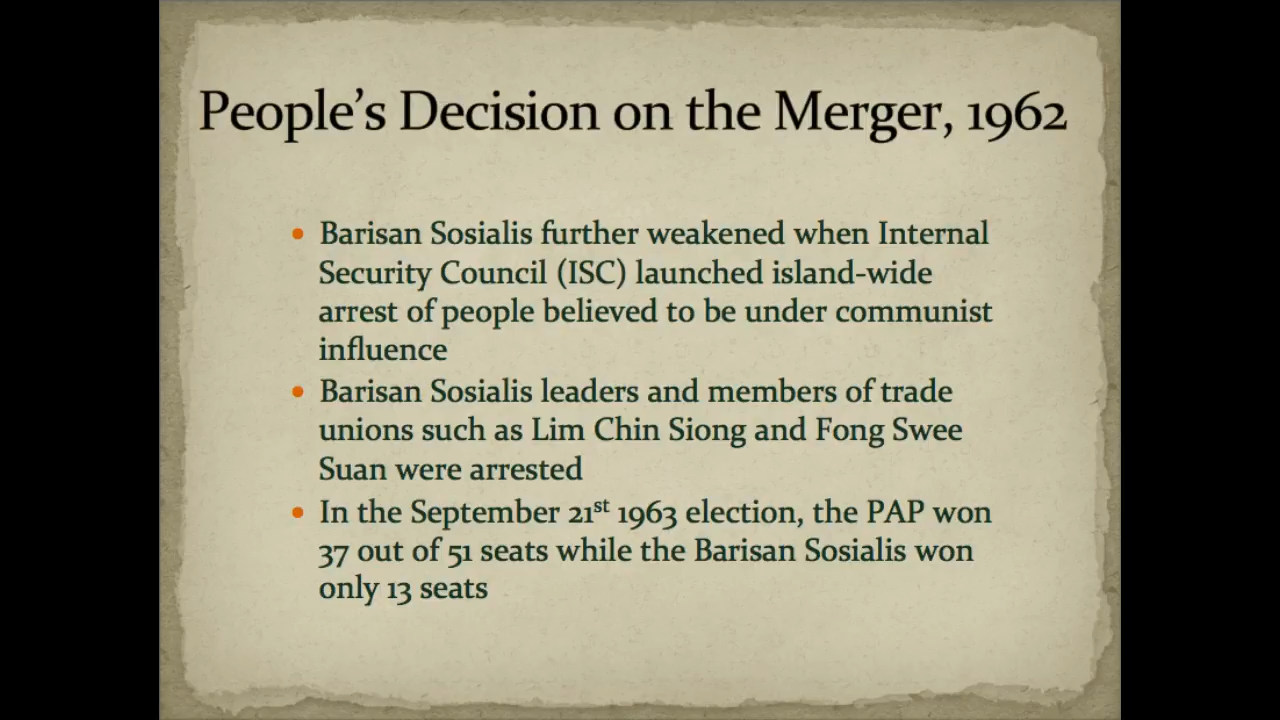 People's Decision on the Merger, 1962
• Barisan Sosialis further weakened when Internal
Security Council (ISC) launched island-wide
arrest of people believed to be under communist
influence
• Barisan Sosialis leaders and members of trade
unions such as Lim Chin Siong and Fong Swee
Suan were arrested
• In the September 21st 1963 election, the PAP won
37 out of 51 seats while the Barisan Sosialis won
only 13 seats